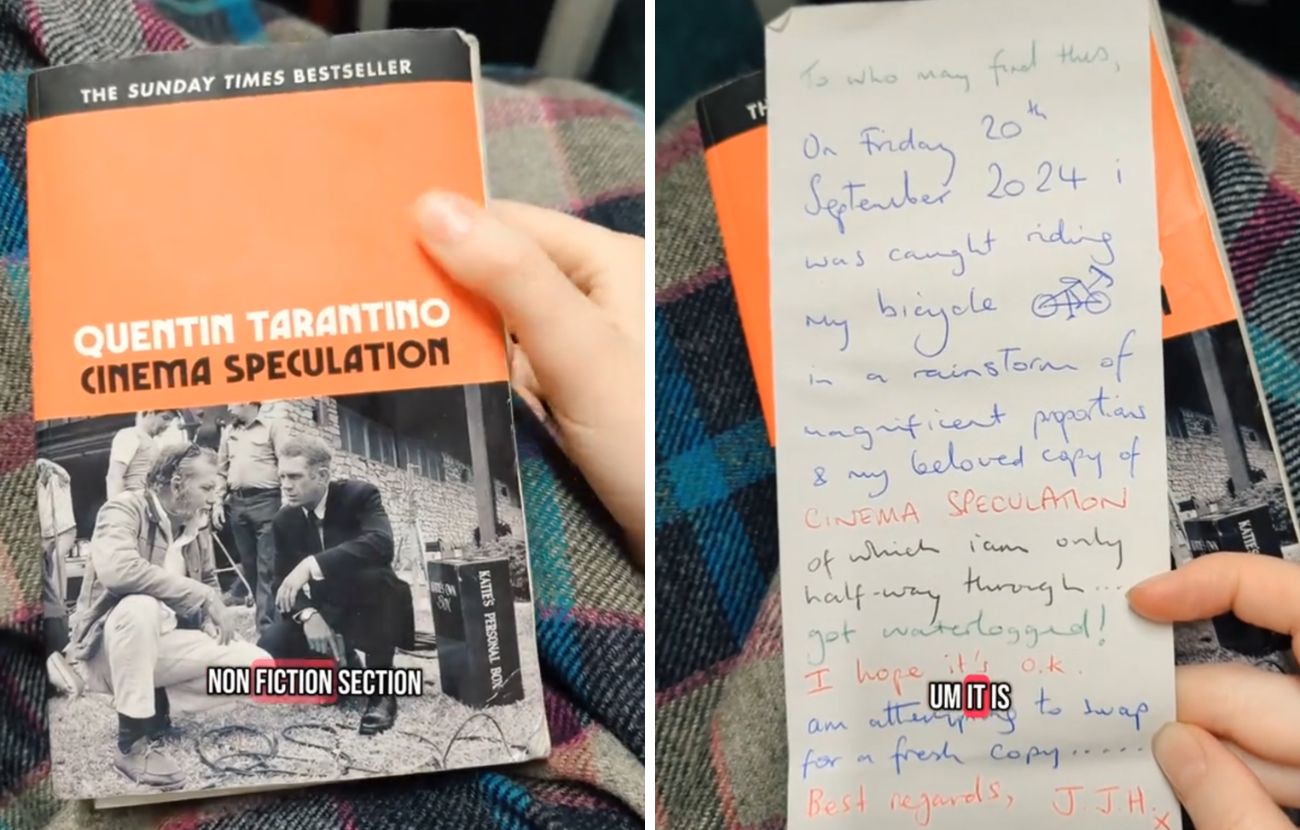 THE SUNDAY TIMES BESTSELLER
QUENTIN TARANTINO
CINEMA SPECULATION
KATIE'S PERSONAL BOX
NON FICTION SECTION
To who may find this,
On Friday 20th
September 2024 i
was caught riding
my bicycle
in a rainstorm of
magnificent proportions
& my beloved copy of
CINEMA SPECULATION
of which i am only
half-way through....
got waterlogged!
I hope it's o.k.
UM IT IS
am attempting to swap
for a fresh copy......
Best regards, J.J.H.
x
TH
KATIE'S